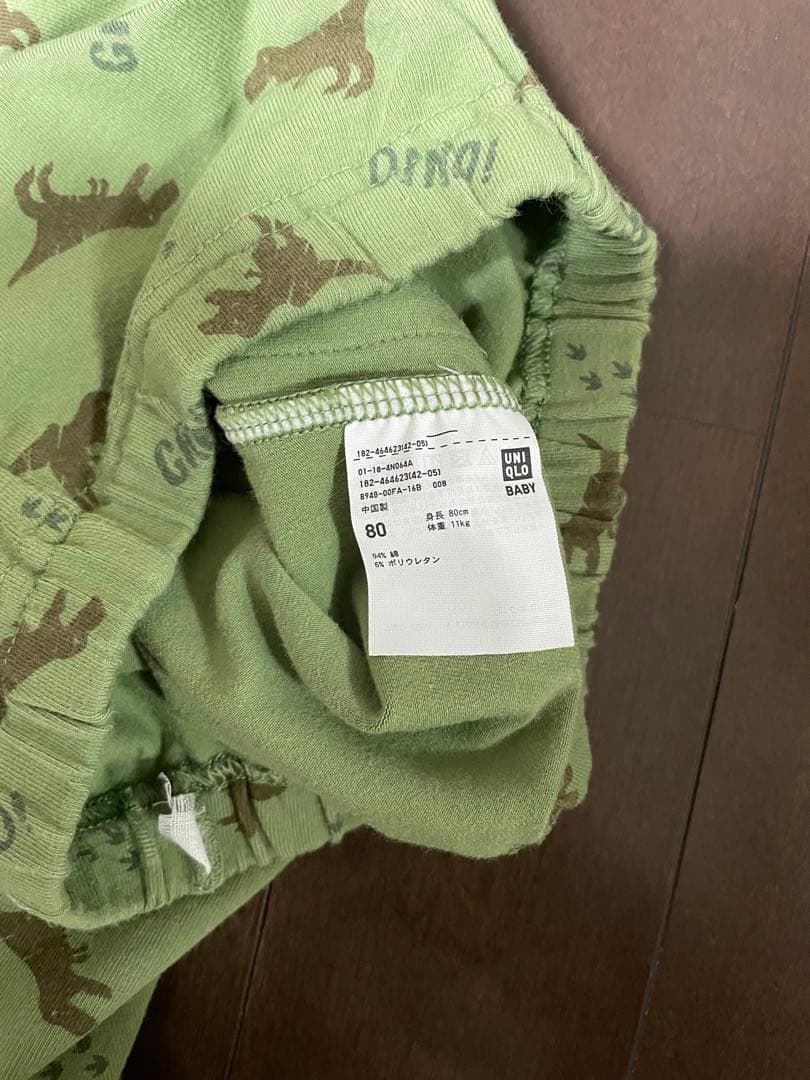 DINO!
182-464623(42-05)
01-18-4N064A
182-464623(42-05)
8948-00FA-16B 008
中国製
80
身長 80cm
体重 11kg
94% 綿
6% ポリウレタン
UNI
QLO
BABY